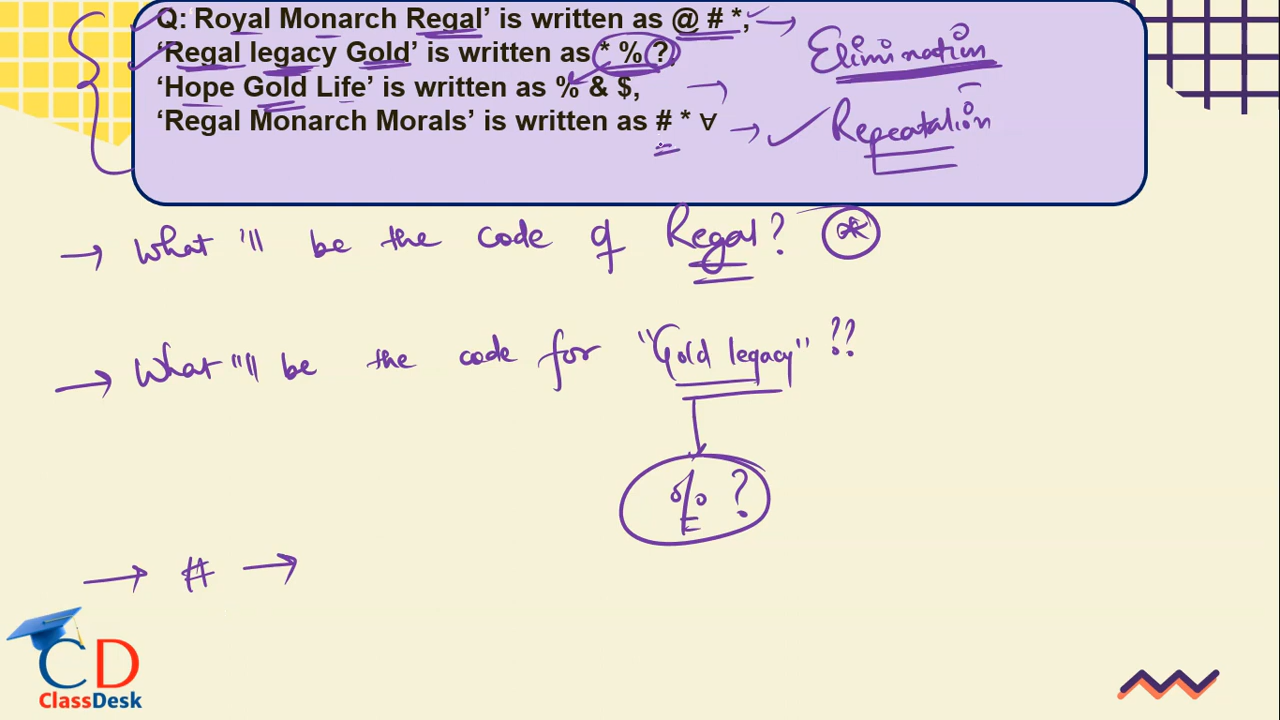 Q: Royal Monarch Regal’ is written as @ # *,
‘Regal legacy Gold’ is written as * % ?,
‘Hope Gold Life’ is written as % & $,
‘Regal Monarch Morals’ is written as # * ∀
Elimination
Repeatation
→ What 'll be the code of Regal? *
→ What "ll be the code for "Gold legacy" ??
% ?
→ # →
CD
ClassDesk